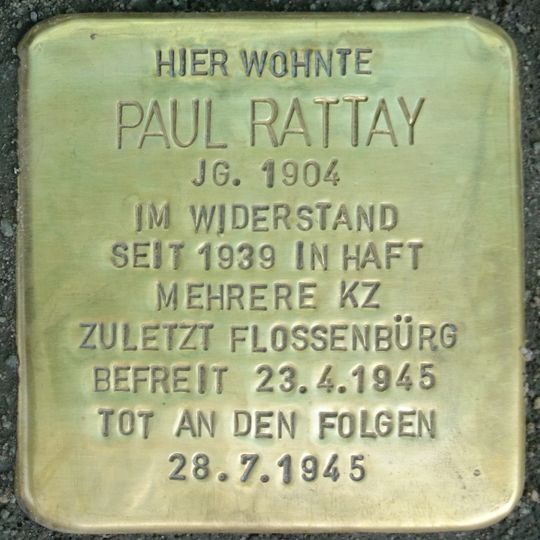 HIER WOHNTE
PAUL RATTAY
JG. 1904
IM WIDERSTAND
SEIT 1939 IN HAFT
MEHRERE KZ
ZULETZT FLOSSENBÜRG
BEFREIT 23.4.1945
TOT AN DEN FOLGEN
28.7.1945